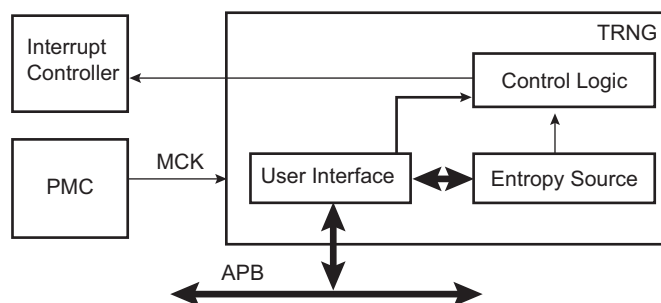 TRNG
Interrupt
Controller
Control Logic
MCK
PMC
User Interface
Entropy Source
APB